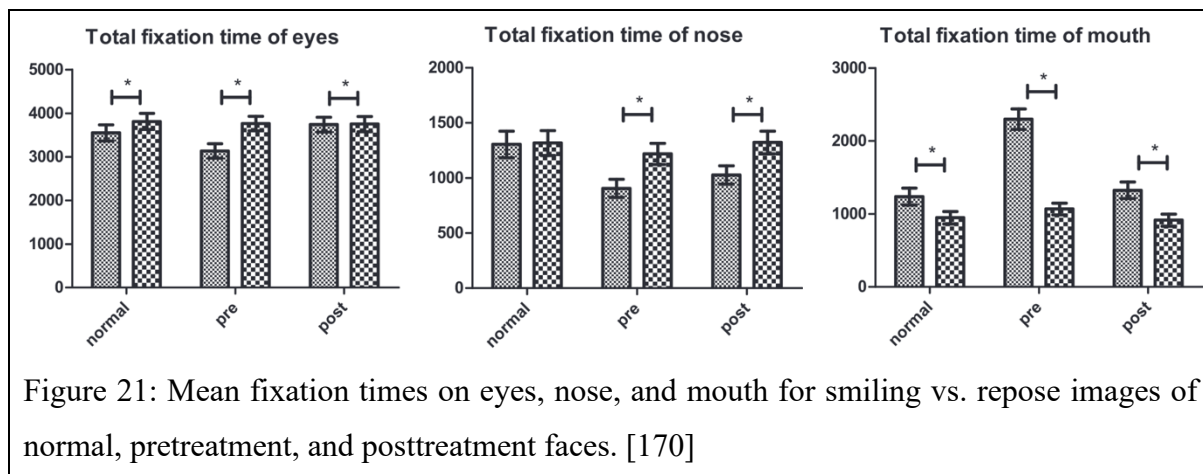 Total fixation time of eyes
5000
4000
3000
2000
1000
0
*
*
*
normal
pre
post
Total fixation time of nose
2000
1500
1000
500
0
*
*
normal
pre
post
Total fixation time of mouth
3000
2000
1000
0
*
*
*
normal
pre
post
Figure 21: Mean fixation times on eyes, nose, and mouth for smiling vs. repose images of
normal, pretreatment, and posttreatment faces. [170]